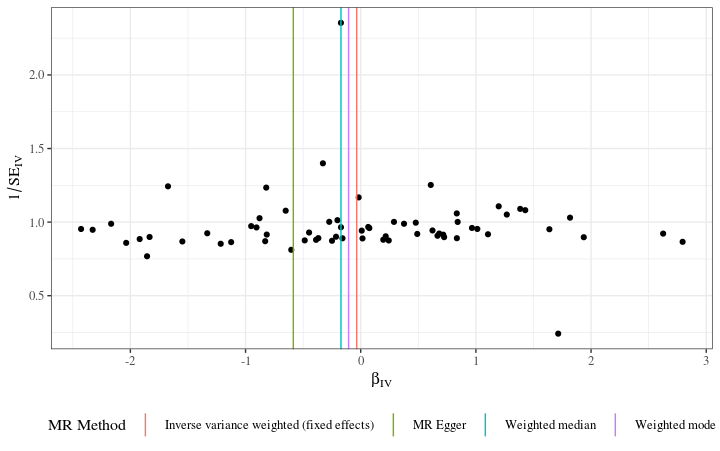 2.0
1.5
1.0
0.5
1/SE_IV
-2 -1 0 1 2 3
β_IV
MR Method Inverse variance weighted (fixed effects) MR Egger Weighted median Weighted mode